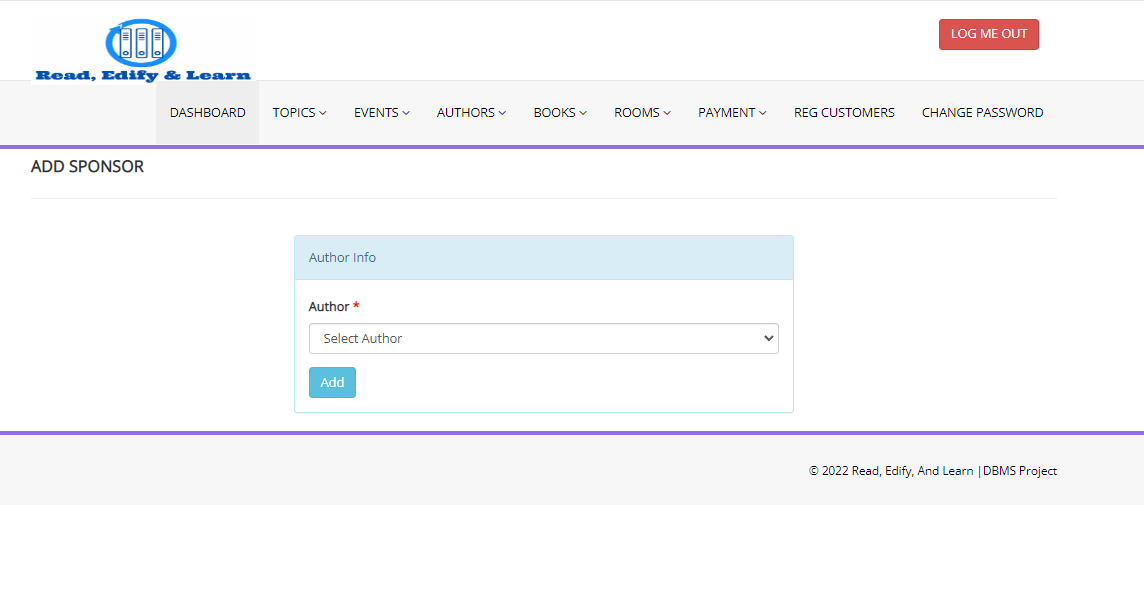 Read, Edify & Learn
LOG ME OUT
DASHBOARD TOPICS EVENTS AUTHORS BOOKS ROOMS PAYMENT REG CUSTOMERS CHANGE PASSWORD
ADD SPONSOR
Author Info
Author *
Select Author
Add
© 2022 Read, Edify, And Learn |DBMS Project